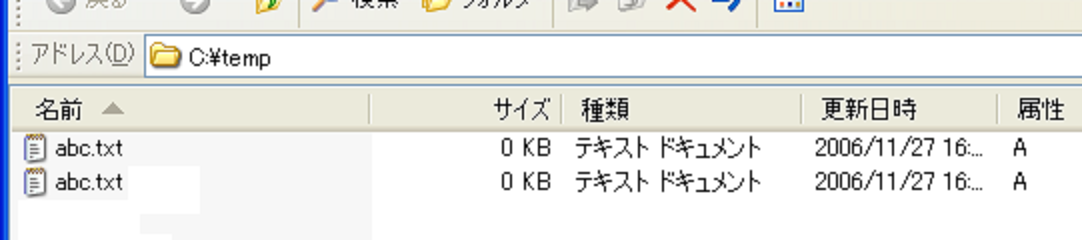 戻る 検索 フォルダ
アドレス(D) C:¥temp
名前 サイズ 種類 更新日時 属性
abc.txt 0 KB テキスト ドキュメント 2006/11/27 16:... A
abc.txt 0 KB テキスト ドキュメント 2006/11/27 16:... A